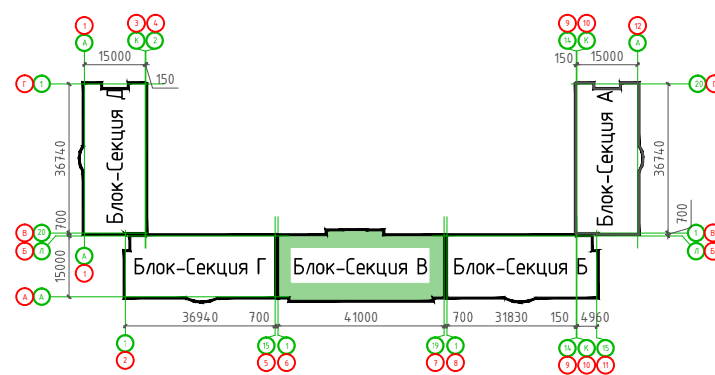 1 3 4 9 10 12
А К 2 14 К А
15000 150 15000
150
Г 1 20
Блок-Секция Д
Блок-Секция А
36740 36740
700 700
В 20 1 В
Б Л Л Б
15000
А
1
Блок-Секция Г Блок-Секция В Блок-Секция Б
А А
36940 700 41000 700 31830 150 4960
1 15 1 19 1 14 К 15
2 5 6 7 8 9 10 11